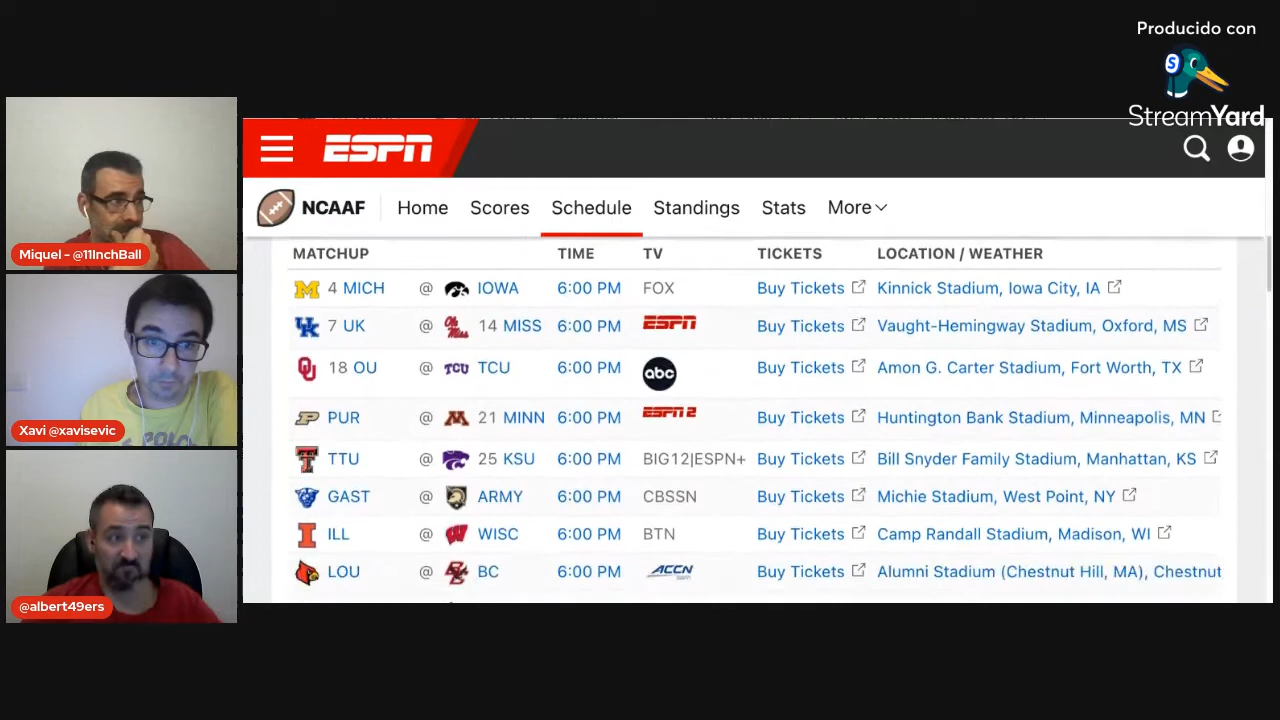 Producido con
StreamYard
ESPN
NCAAF Home Scores Schedule Standings Stats More
MATCHUP TIME TV TICKETS LOCATION / WEATHER
4 MICH @ IOWA 6:00 PM FOX Buy Tickets Kinnick Stadium, Iowa City, IA
7 UK @ 14 MISS 6:00 PM ESPN Buy Tickets Vaught-Hemingway Stadium, Oxford, MS
18 OU @ TCU 6:00 PM abc Buy Tickets Amon G. Carter Stadium, Fort Worth, TX
PUR @ 21 MINN 6:00 PM ESPN 2 Buy Tickets Huntington Bank Stadium, Minneapolis, MN
TTU @ 25 KSU 6:00 PM BIG12|ESPN+ Buy Tickets Bill Snyder Family Stadium, Manhattan, KS
GAST @ ARMY 6:00 PM CBSSN Buy Tickets Michie Stadium, West Point, NY
ILL @ WISC 6:00 PM BTN Buy Tickets Camp Randall Stadium, Madison, WI
LOU @ BC 6:00 PM ACCN Buy Tickets Alumni Stadium (Chestnut Hill, MA), Chestnut
Miquel - @11InchBall
Xavi @xavisevic
@albert49ers